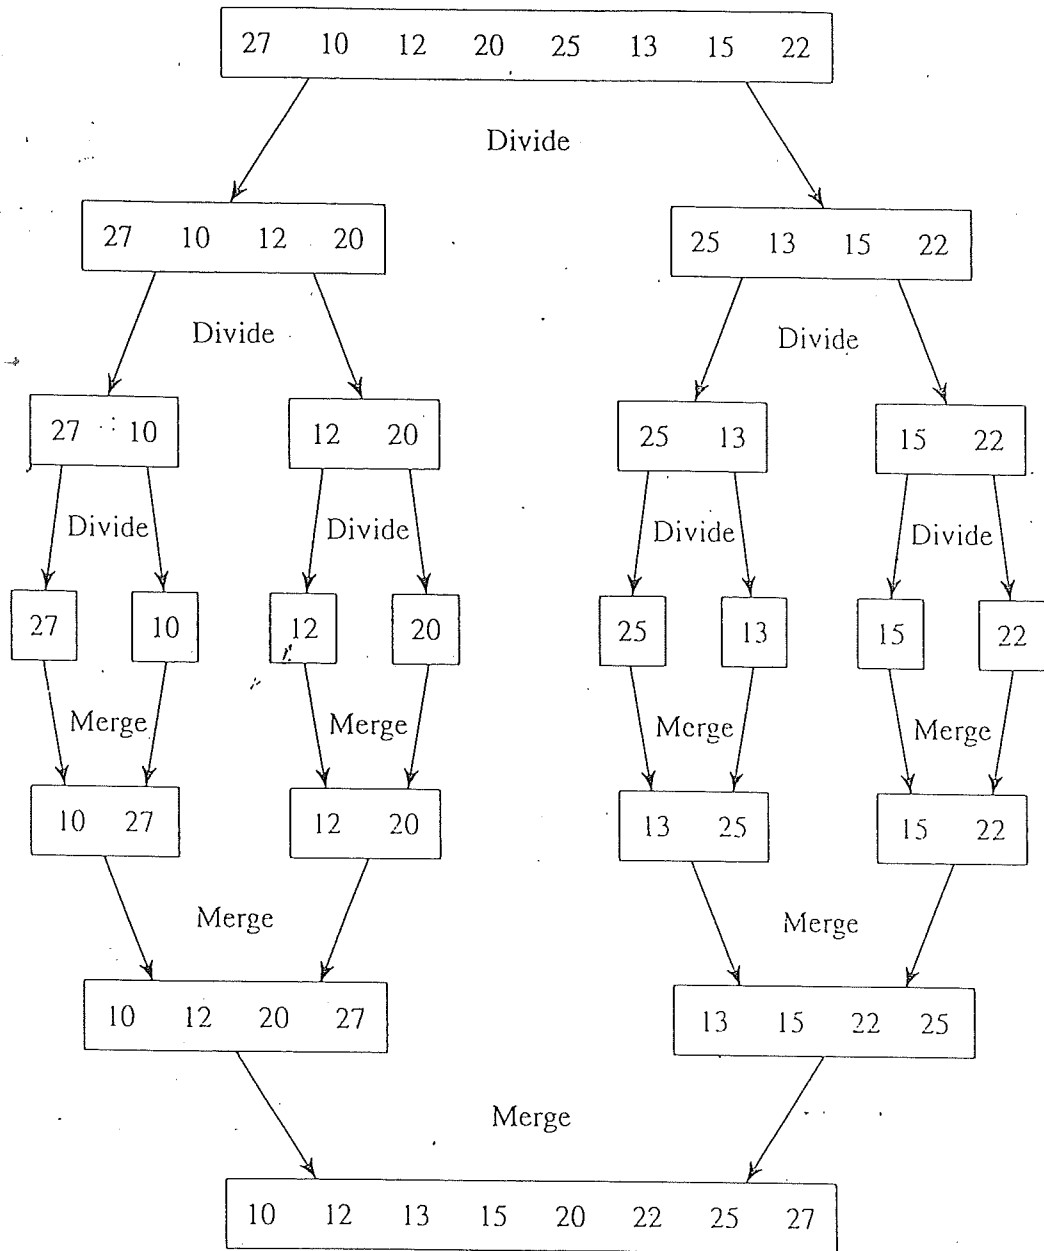 27 10 12 20 25 13 15 22
Divide
27 10 12 20 25 13 15 22
Divide Divide
27 10 12 20 25 13 15 22
Divide Divide Divide Divide
27 10 12 20 25 13 15 22
Merge Merge Merge Merge
10 27 12 20 13 25 15 22
Merge Merge
10 12 20 27 13 15 22 25
Merge
10 12 13 15 20 22 25 27